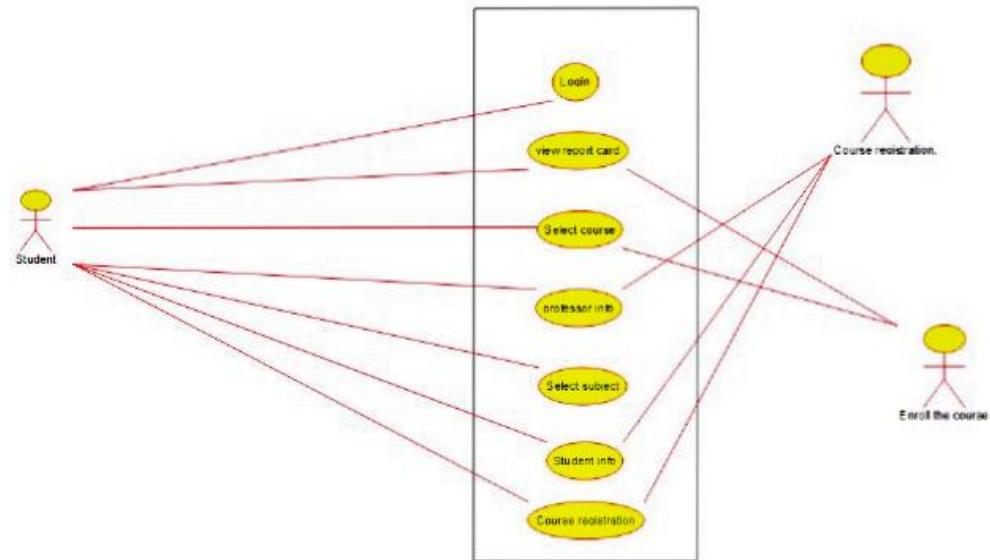 Login
view report card
Course registration.
Select course
Student
professor info
Select subject
Enroll the course
Student info
Course registration